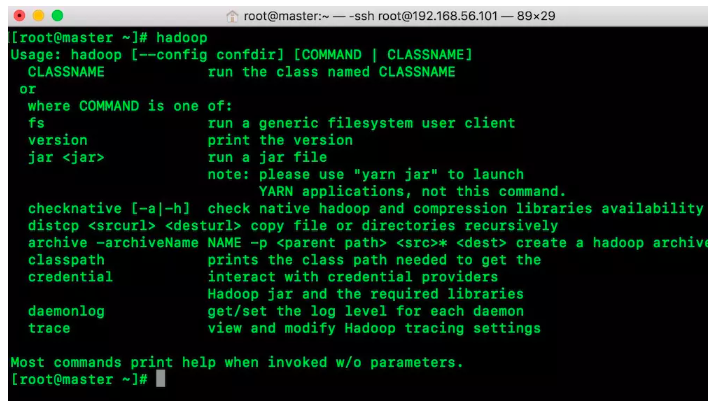 root@master:~ — -ssh root@192.168.56.101 — 89×29
[[root@master ~]# hadoop
Usage: hadoop [--config confdir] [COMMAND | CLASSNAME]
  CLASSNAME            run the class named CLASSNAME
 or
  where COMMAND is one of:
  fs                   run a generic filesystem user client
  version              print the version
  jar <jar>            run a jar file
                       note: please use "yarn jar" to launch
                             YARN applications, not this command.
  checknative [-a|-h]  check native hadoop and compression libraries availability
  distcp <srcurl> <desturl> copy file or directories recursively
  archive -archiveName NAME -p <parent path> <src>* <dest> create a hadoop archive
  classpath            prints the class path needed to get the
  credential           interact with credential providers
                       Hadoop jar and the required libraries
  daemonlog            get/set the log level for each daemon
  trace                view and modify Hadoop tracing settings
Most commands print help when invoked w/o parameters.
[root@master ~]#